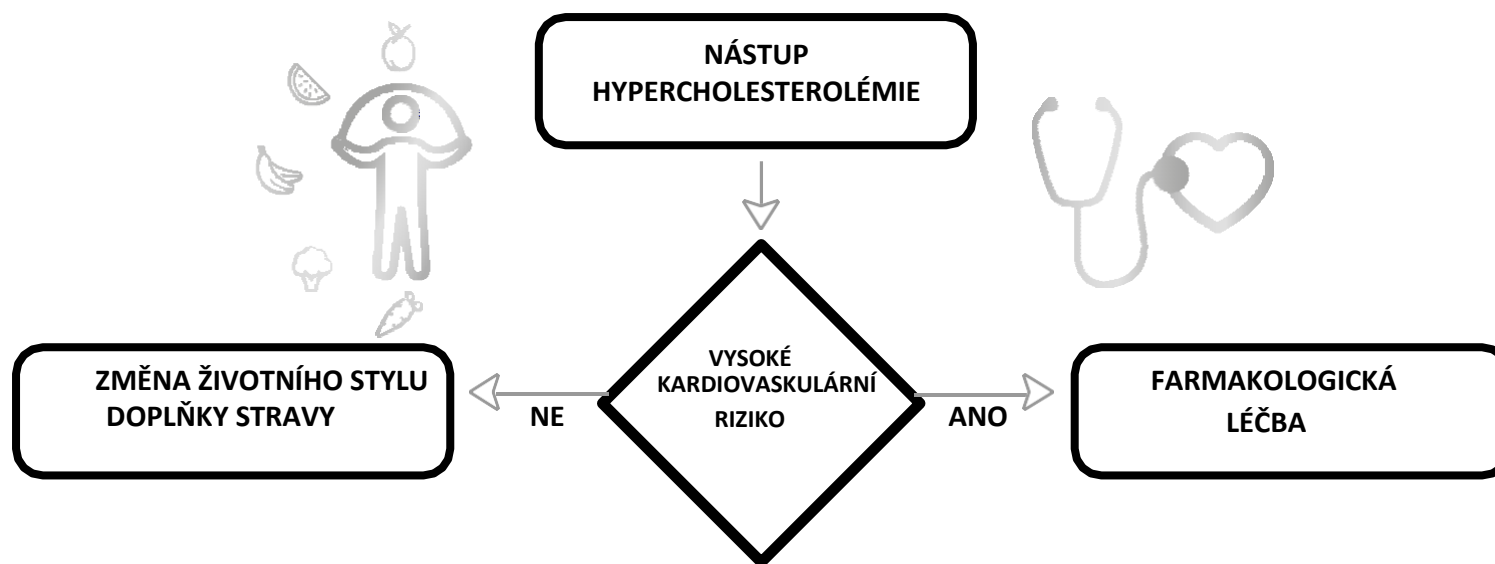 NÁSTUP
HYPERCHOLESTEROLÉMIE
ZMĚNA ŽIVOTNÍHO STYLU
DOPLŇKY STRAVY
NE
VYSOKÉ
KARDIOVASKULÁRNÍ
RIZIKO
ANO
FARMAKOLOGICKÁ
LÉČBA